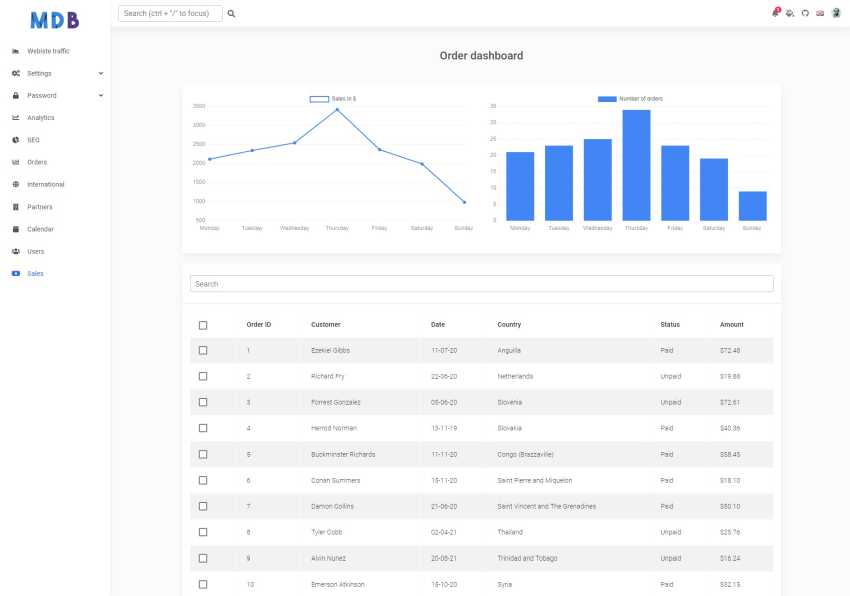 MDB
Search (ctrl + "/" to focus)
1
Webiste traffic
Settings
Password
Analytics
SEO
Orders
International
Partners
Calendar
Users
Sales
Order dashboard
Sales in $
3500
3000
2500
2000
1500
1000
500
Monday Tuesday Wednesday Thursday Friday Saturday Sunday
Number of orders
35
30
25
20
15
10
5
0
Monday Tuesday Wednesday Thursday Friday Saturday Sunday
Search
Order ID Customer Date Country Status Amount
1 Ezekiel Gibbs 11-07-20 Anguilla Paid $72.48
2 Richard Fry 22-06-20 Netherlands Unpaid $19.88
3 Forrest Gonzalez 05-06-20 Slovenia Unpaid $72.61
4 Herrod Norman 13-11-19 Slovakia Paid $40.36
5 Buckminster Richards 11-11-20 Congo (Brazzaville) Paid $58.45
6 Conan Summers 15-11-20 Saint Pierre and Miquelon Paid $18.10
7 Damon Collins 21-06-20 Saint Vincent and The Grenadines Paid $50.10
8 Tyler Cobb 02-04-21 Thailand Unpaid $25.76
9 Alvin Nunez 20-05-21 Trinidad and Tobago Unpaid $16.24
10 Emerson Atkinson 15-10-20 Syria Paid $32.15